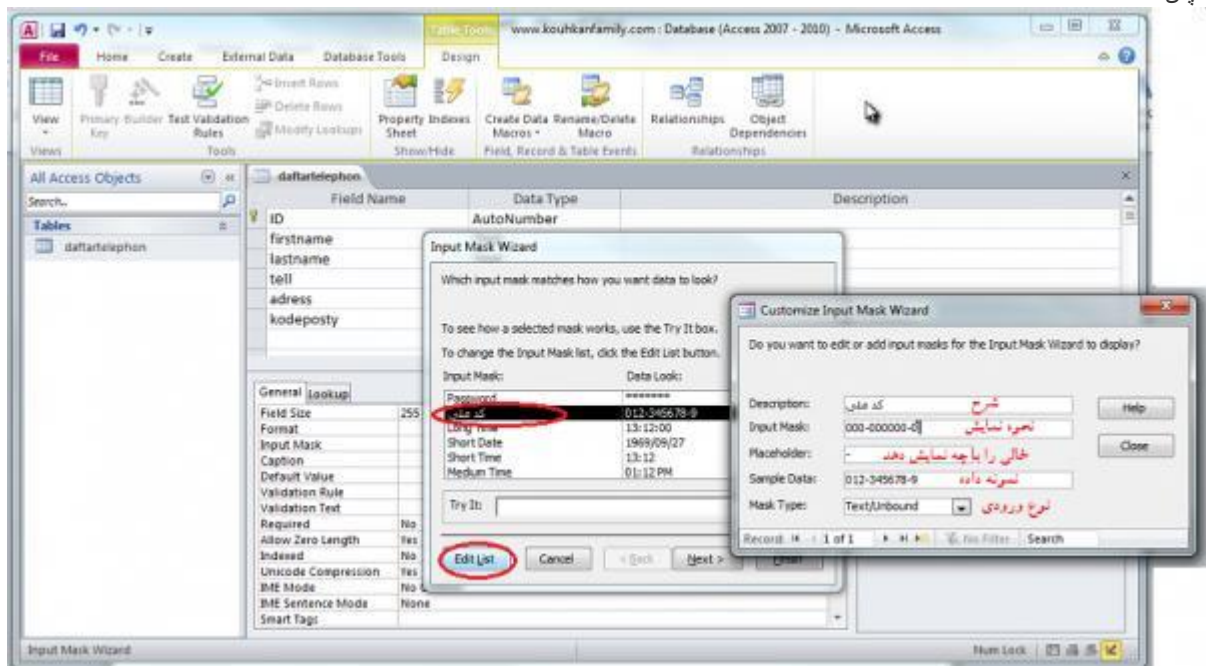 Table Tools
www.kouhkanfamily.com : Database (Access 2007 - 2010) - Microsoft Access
File Home Create External Data Database Tools Design
View
Primary Key
Builder
Test Validation Rules
Insert Rows
Delete Rows
Modify Lookups
Property Sheet
Indexes
Create Data Macros
Rename/Delete Macro
Relationships
Object Dependencies
Views
Tools
Show/Hide
Field, Record & Table Events
Relationships
All Access Objects
Search..
Tables
daftartelephon
daftartelephon
Field Name Data Type Description
ID AutoNumber
firstname
lastname
tell
adress
kodeposty
General Lookup
Field Size 255
Format
Input Mask
Caption
Default Value
Validation Rule
Validation Text
Required No
Allow Zero Length Yes
Indexed No
Unicode Compression Yes
IME Mode No
IME Sentence Mode None
Smart Tags
Input Mask Wizard
Which input mask matches how you want data to look?
To see how a selected mask works, use the Try It box.
To change the Input Mask list, click the Edit List button.
Input Mask: Data Look:
Password *******
کد ملی 012-345678-9
Long Time 13:12:00
Short Date 1969/09/27
Short Time 13:12
Medium Time 01:12 PM
Try It:
Edit List Cancel < Back Next > Finish
Customize Input Mask Wizard
Do you want to edit or add input masks for the Input Mask Wizard to display?
Description: کد ملی شرح
Input Mask: 000-000000-0 نحوه نمایش
Placeholder: - خالی را با چه نمایش دهد
Sample Data: 012-345678-9 نمونه داده
Mask Type: Text/Unbound نوع ورودی
Help
Close
Record: 1 of 1 No Filter Search
Input Mask Wizard
Num Lock